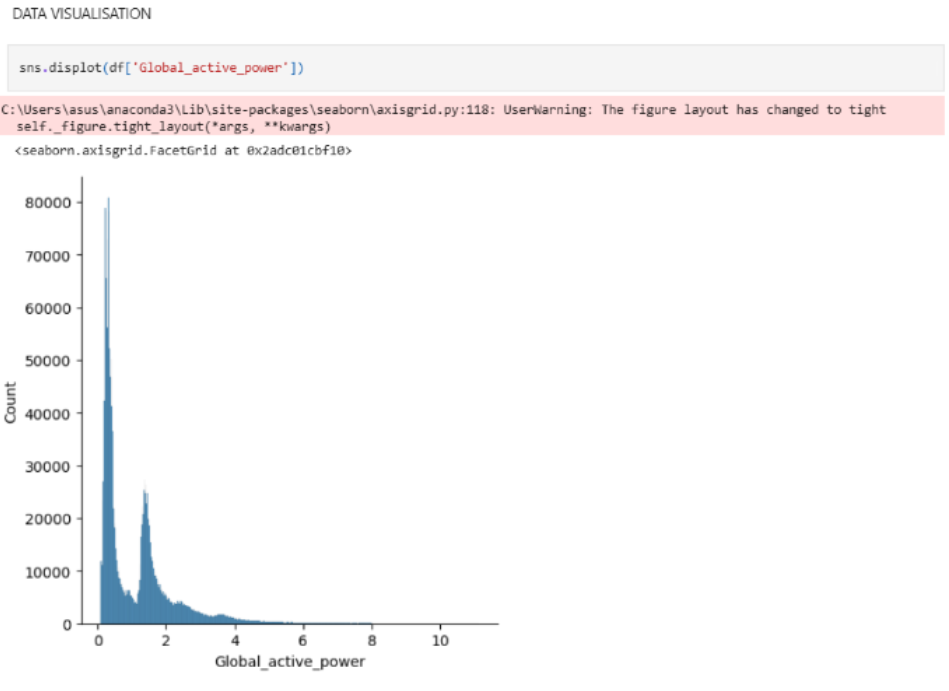 DATA VISUALISATION
sns.displot(df['Global_active_power'])
C:\Users\asus\anaconda3\Lib\site-packages\seaborn\axisgrid.py:118: UserWarning: The figure layout has changed to tight
self._figure.tight_layout(*args, **kwargs)
<seaborn.axisgrid.FacetGrid at 0x2adc01cbf10>
80000
70000
60000
50000
40000
30000
20000
10000
0
Count
0 2 4 6 8 10
Global_active_power